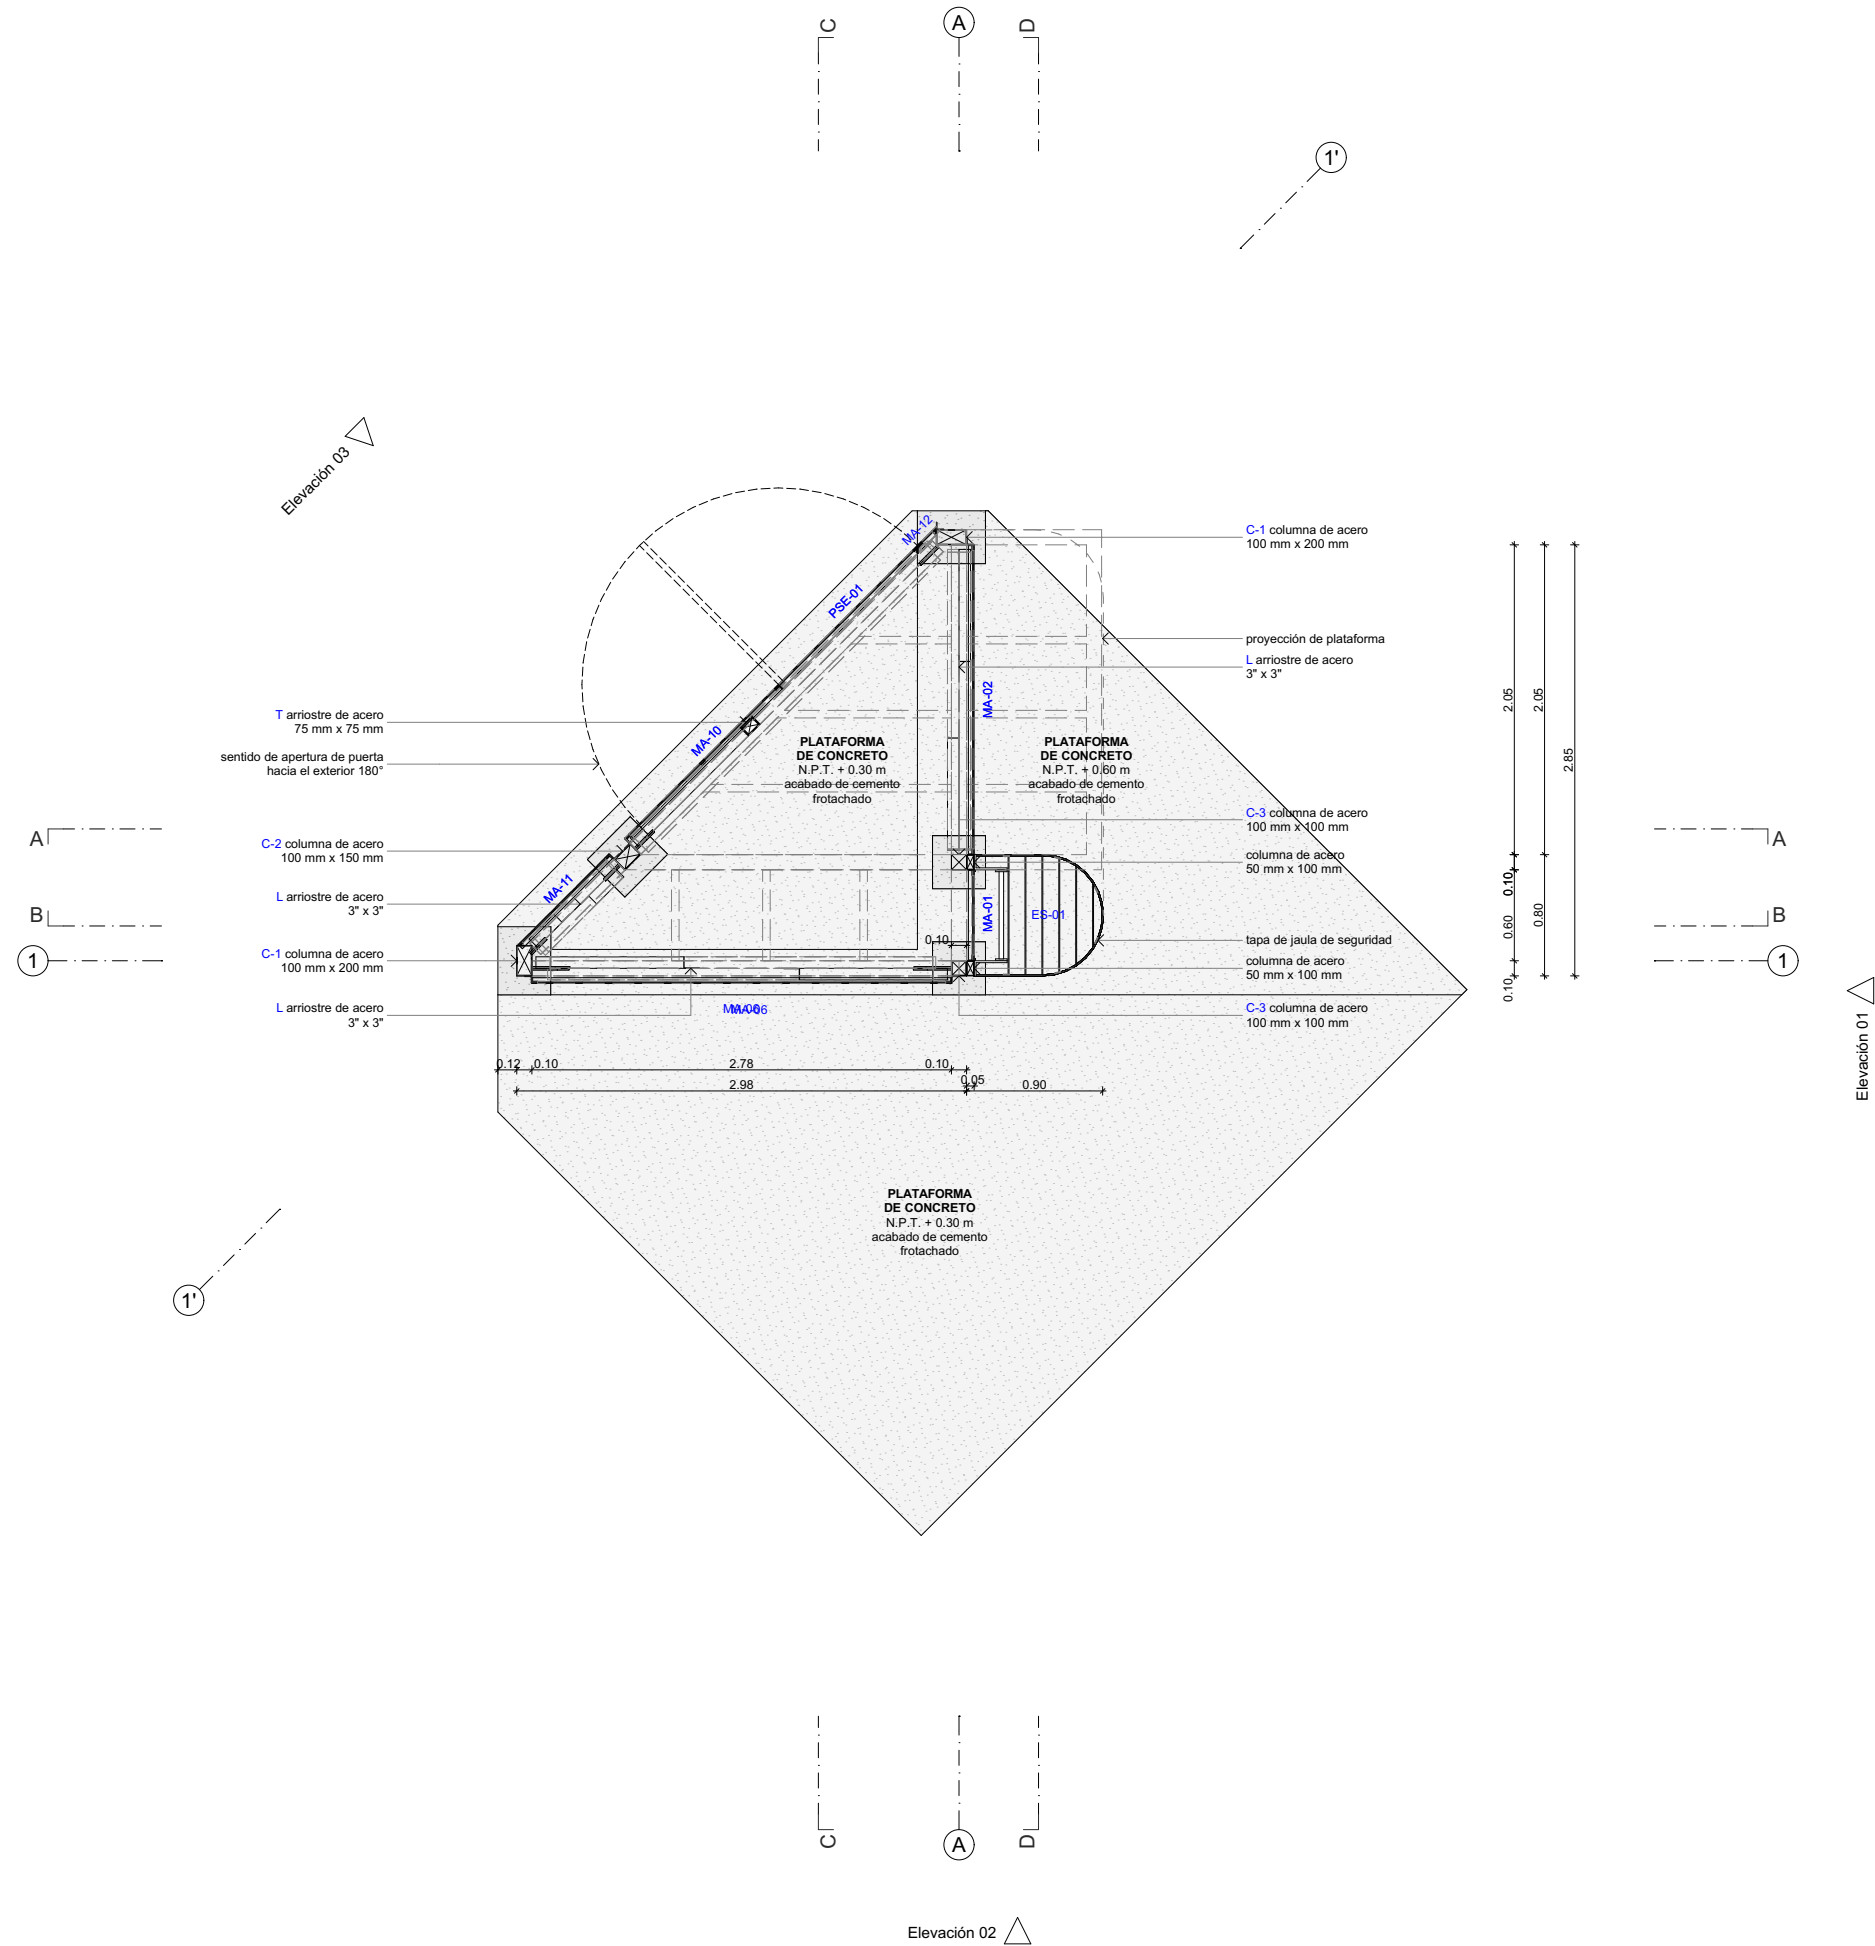 C
A
D
1'
Elevación 03
MA-12
C-1 columna de acero
100 mm x 200 mm
PSE-01
proyección de plataforma
L arriostre de acero
3" x 3"
MA-02
2.05
2.05
2.85
T arriostre de acero
75 mm x 75 mm
MA-10
sentido de apertura de puerta
hacia el exterior 180°
PLATAFORMA
DE CONCRETO
N.P.T. + 0.30 m
acabado de cemento
frotachado
PLATAFORMA
DE CONCRETO
N.P.T. + 0.60 m
acabado de cemento
frotachado
C-3 columna de acero
100 mm x 100 mm
A
A
C-2 columna de acero
100 mm x 150 mm
columna de acero
50 mm x 100 mm
MA-11
L arriostre de acero
3" x 3"
0.10
0.60
0.80
0.10
B
B
MA-01
ES-01
0.10
tapa de jaula de seguridad
1
C-1 columna de acero
100 mm x 200 mm
columna de acero
50 mm x 100 mm
1
L arriostre de acero
3" x 3"
MA-06
C-3 columna de acero
100 mm x 100 mm
Elevación 01
0.12
0.10
2.78
0.10
2.98
0.05
0.90
PLATAFORMA
DE CONCRETO
N.P.T. + 0.30 m
acabado de cemento
frotachado
1'
C
A
D
Elevación 02